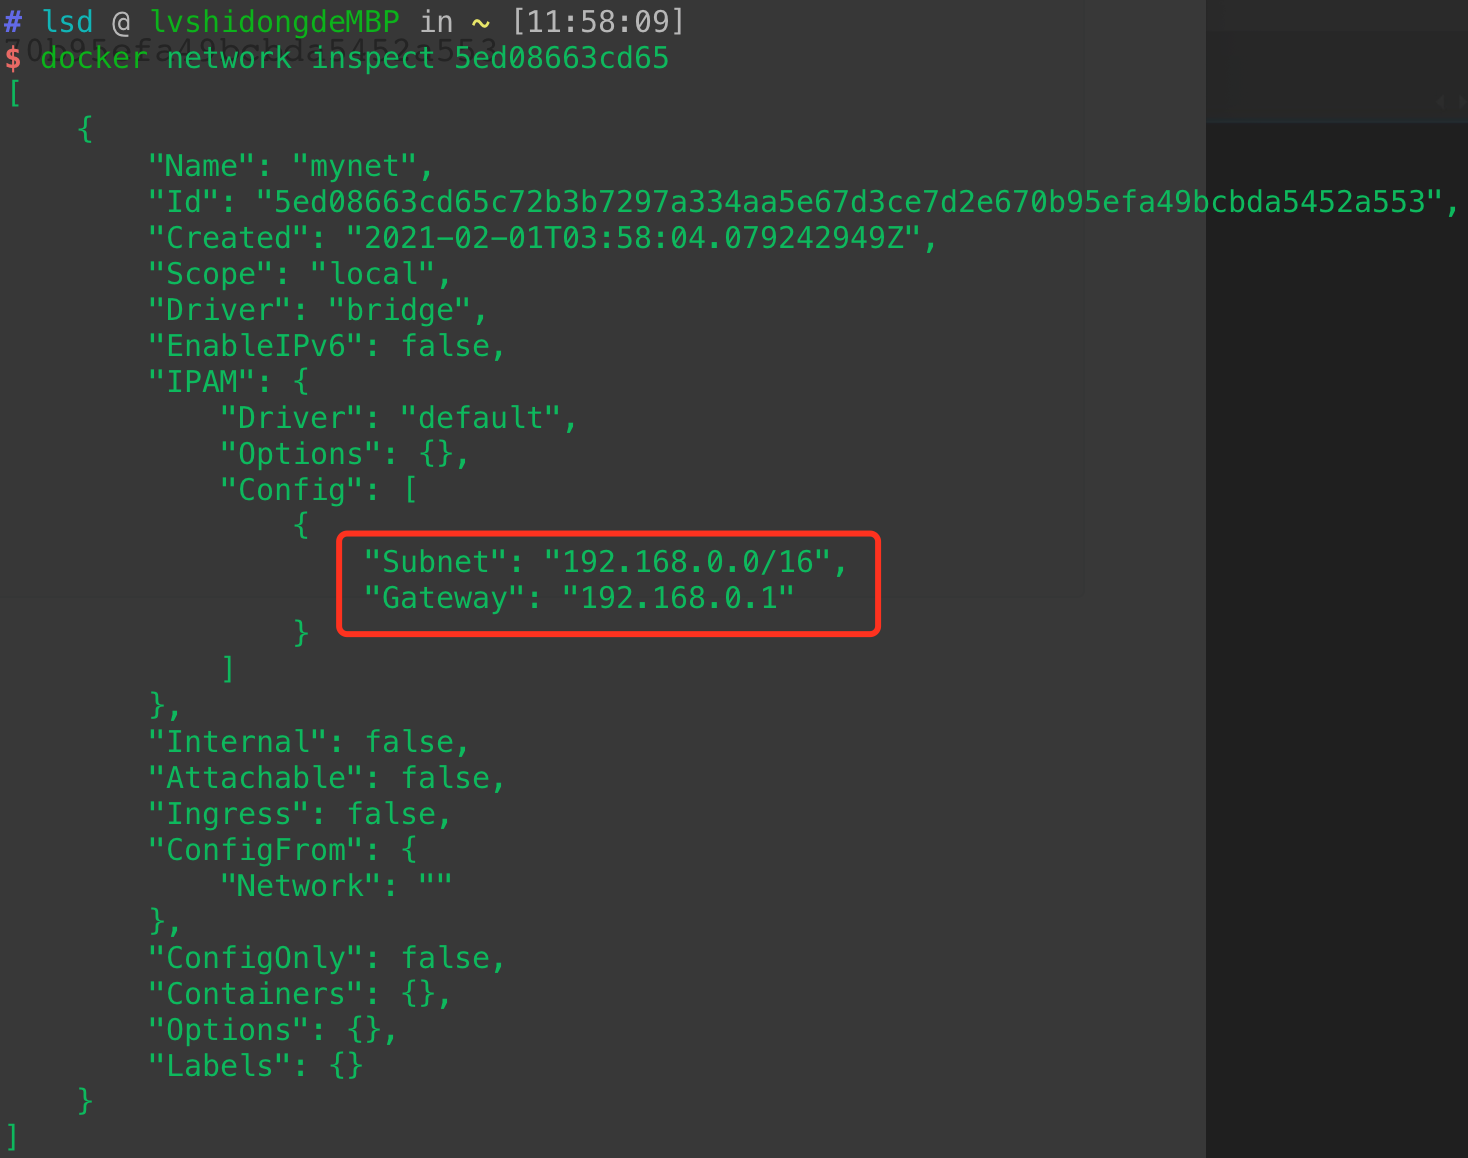 # lsd @ lvshidongdeMBP in ~ [11:58:09]
70b95efa49bcbda5452a553
$ docker network inspect 5ed08663cd65
[
    {
        "Name": "mynet",
        "Id": "5ed08663cd65c72b3b7297a334aa5e67d3ce7d2e670b95efa49bcbda5452a553",
        "Created": "2021-02-01T03:58:04.079242949Z",
        "Scope": "local",
        "Driver": "bridge",
        "EnableIPv6": false,
        "IPAM": {
            "Driver": "default",
            "Options": {},
            "Config": [
                {
                    "Subnet": "192.168.0.0/16",
                    "Gateway": "192.168.0.1"
                }
            ]
        },
        "Internal": false,
        "Attachable": false,
        "Ingress": false,
        "ConfigFrom": {
            "Network": ""
        },
        "ConfigOnly": false,
        "Containers": {},
        "Options": {},
        "Labels": {}
    }
]